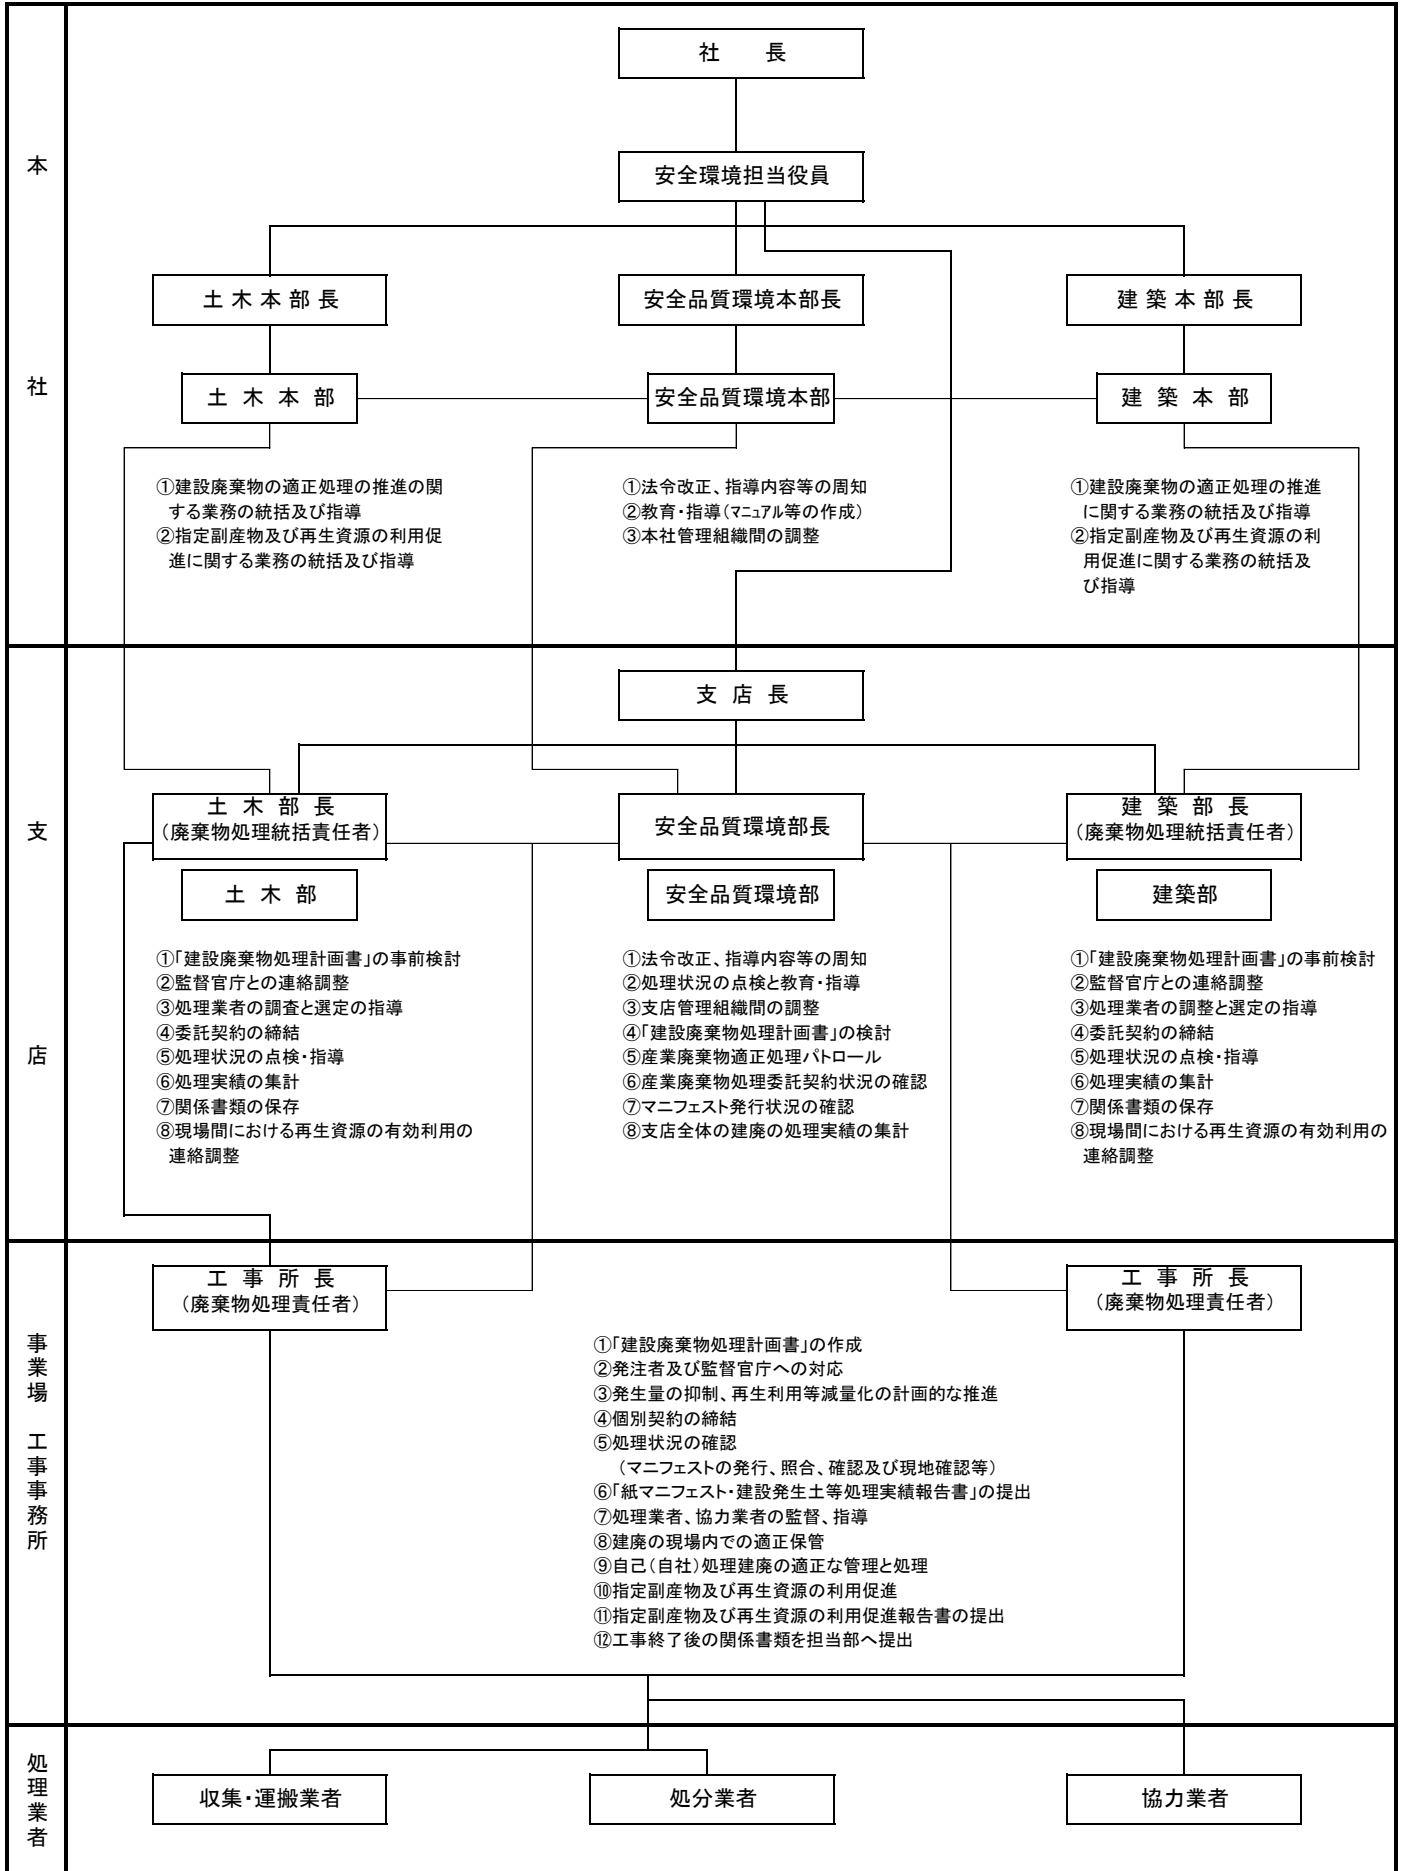 本社
社　長
安全環境担当役員
土木本部長
安全品質環境本部長
建築本部長
土木本部
安全品質環境本部
建築本部
①建設廃棄物の適正処理の推進の関
する業務の統括及び指導
②指定副産物及び再生資源の利用促
進に関する業務の統括及び指導
①法令改正、指導内容等の周知
②教育・指導（マニュアル等の作成）
③本社管理組織間の調整
①建設廃棄物の適正処理の推進
に関する業務の統括及び指導
②指定副産物及び再生資源の利
用促進に関する業務の統括及
び指導
支店
支店長
土木部長
（廃棄物処理統括責任者）
安全品質環境部長
建築部長
（廃棄物処理統括責任者）
土木部
安全品質環境部
建築部
①「建設廃棄物処理計画書」の事前検討
②監督官庁との連絡調整
③処理業者の調査と選定の指導
④委託契約の締結
⑤処理状況の点検・指導
⑥処理実績の集計
⑦関係書類の保存
⑧現場間における再生資源の有効利用の
連絡調整
①法令改正、指導内容等の周知
②処理状況の点検と教育・指導
③支店管理組織間の調整
④「建設廃棄物処理計画書」の検討
⑤産業廃棄物適正処理パトロール
⑥産業廃棄物処理委託契約状況の確認
⑦マニフェスト発行状況の確認
⑧支店全体の建廃の処理実績の集計
①「建設廃棄物処理計画書」の事前検討
②監督官庁との連絡調整
③処理業者の調整と選定の指導
④委託契約の締結
⑤処理状況の点検・指導
⑥処理実績の集計
⑦関係書類の保存
⑧現場間における再生資源の有効利用の
連絡調整
事業場　工事事務所
工事所長
（廃棄物処理責任者）
工事所長
（廃棄物処理責任者）
①「建設廃棄物処理計画書」の作成
②発注者及び監督官庁への対応
③発生量の抑制、再生利用等減量化の計画的な推進
④個別契約の締結
⑤処理状況の確認
（マニフェストの発行、照合、確認及び現地確認等）
⑥「紙マニフェスト・建設発生土等処理実績報告書」の提出
⑦処理業者、協力業者の監督、指導
⑧建廃の現場内での適正保管
⑨自己（自社）処理建廃の適正な管理と処理
⑩指定副産物及び再生資源の利用促進
⑪指定副産物及び再生資源の利用促進報告書の提出
⑫工事終了後の関係書類を担当部へ提出
処理業者
収集・運搬業者
処分業者
協力業者